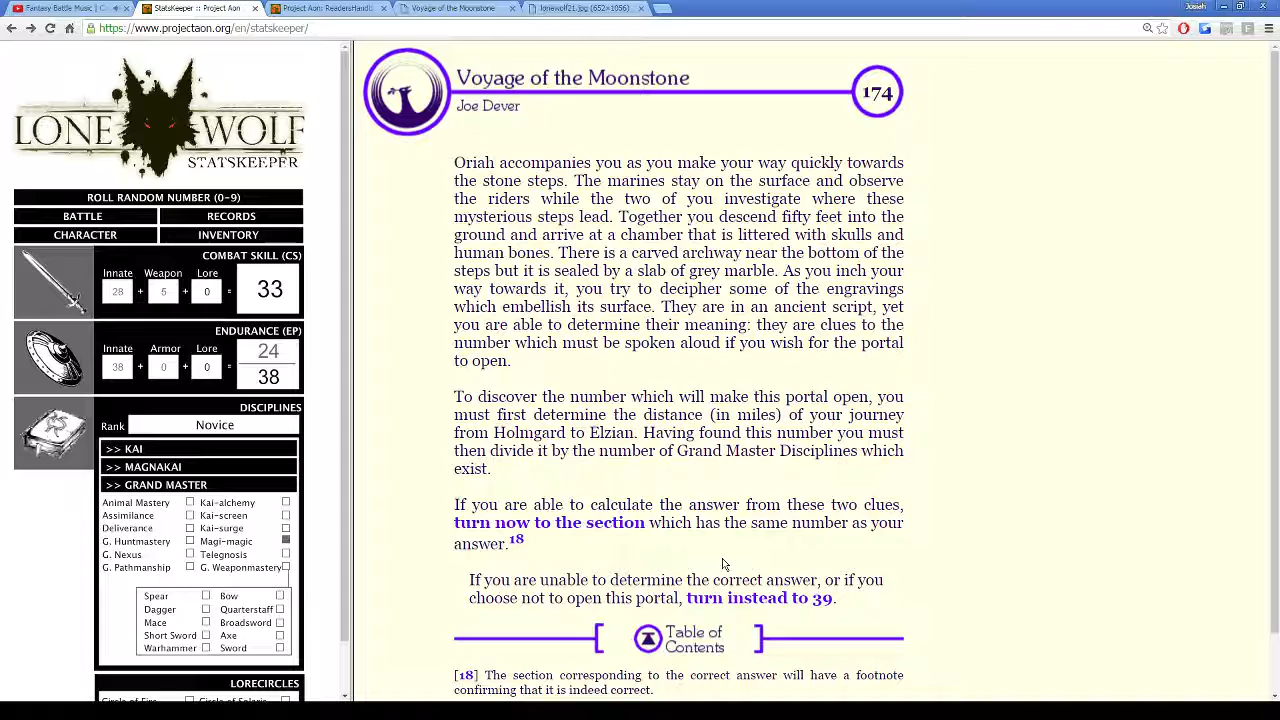 Fantasy Battle Music | C
StatsKeeper :: Project Aon
Project Aon: ReadersHandb
Voyage of the Moonstone
lonewolf21.jpg (652×1056)
Josiah
https://www.projectaon.org/en/statskeeper/
LONE WOLF
STATSKEEPER
ROLL RANDOM NUMBER (0-9)
BATTLE RECORDS
CHARACTER INVENTORY
COMBAT SKILL (CS)
Innate Weapon Lore
28 + 5 + 0 = 33
ENDURANCE (EP)
Innate Armor Lore 24
38 + 0 + 0 = 38
DISCIPLINES
Rank Novice
>> KAI
>> MAGNAKAI
>> GRAND MASTER
Animal Mastery Kai-alchemy
Assimilance Kai-screen
Deliverance Kai-surge
G. Huntmastery Magi-magic
G. Nexus Telegnosis
G. Pathmanship G. Weaponmastery
Spear Bow
Dagger Quarterstaff
Mace Broadsword
Short Sword Axe
Warhammer Sword
LORECIRCLES
Circle of Fire Circle of Solaris
Voyage of the Moonstone
174
Joe Dever
Oriah accompanies you as you make your way quickly towards
the stone steps. The marines stay on the surface and observe
the riders while the two of you investigate where these
mysterious steps lead. Together you descend fifty feet into the
ground and arrive at a chamber that is littered with skulls and
human bones. There is a carved archway near the bottom of the
steps but it is sealed by a slab of grey marble. As you inch your
way towards it, you try to decipher some of the engravings
which embellish its surface. They are in an ancient script, yet
you are able to determine their meaning: they are clues to the
number which must be spoken aloud if you wish for the portal
to open.
To discover the number which will make this portal open, you
must first determine the distance (in miles) of your journey
from Holmgard to Elzian. Having found this number you must
then divide it by the number of Grand Master Disciplines which
exist.
If you are able to calculate the answer from these two clues,
turn now to the section which has the same number as your
answer.18
If you are unable to determine the correct answer, or if you
choose not to open this portal, turn instead to 39.
Table of
Contents
[18] The section corresponding to the correct answer will have a footnote
confirming that it is indeed correct.